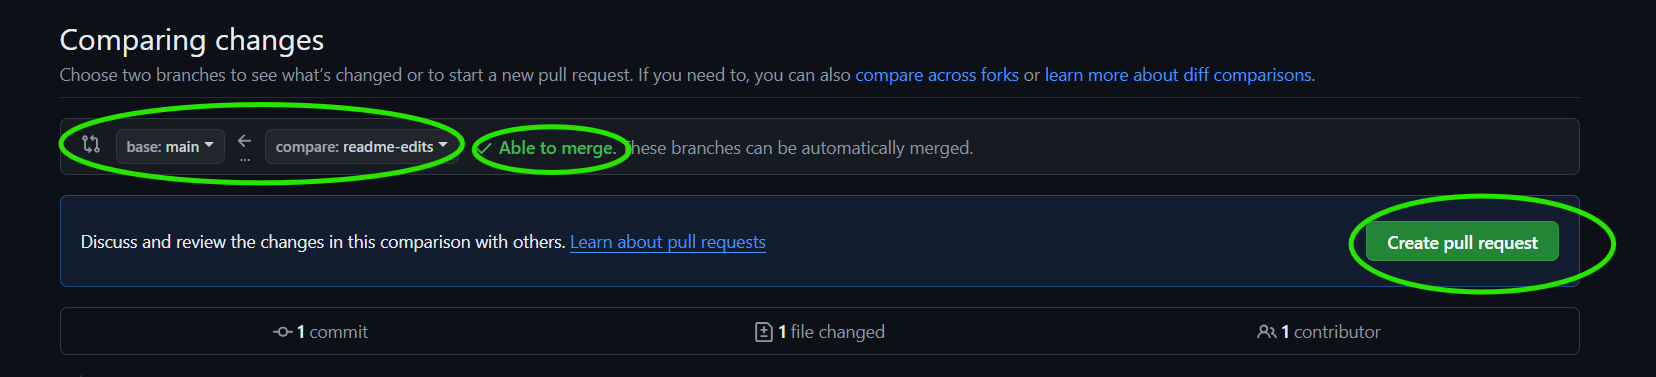 Comparing changes
Choose two branches to see what's changed or to start a new pull request. If you need to, you can also compare across forks or learn more about diff comparisons.
base: main ← compare: readme-edits ✓ Able to merge. These branches can be automatically merged.
...
Discuss and review the changes in this comparison with others. Learn about pull requests Create pull request
1 commit 1 file changed 1 contributor